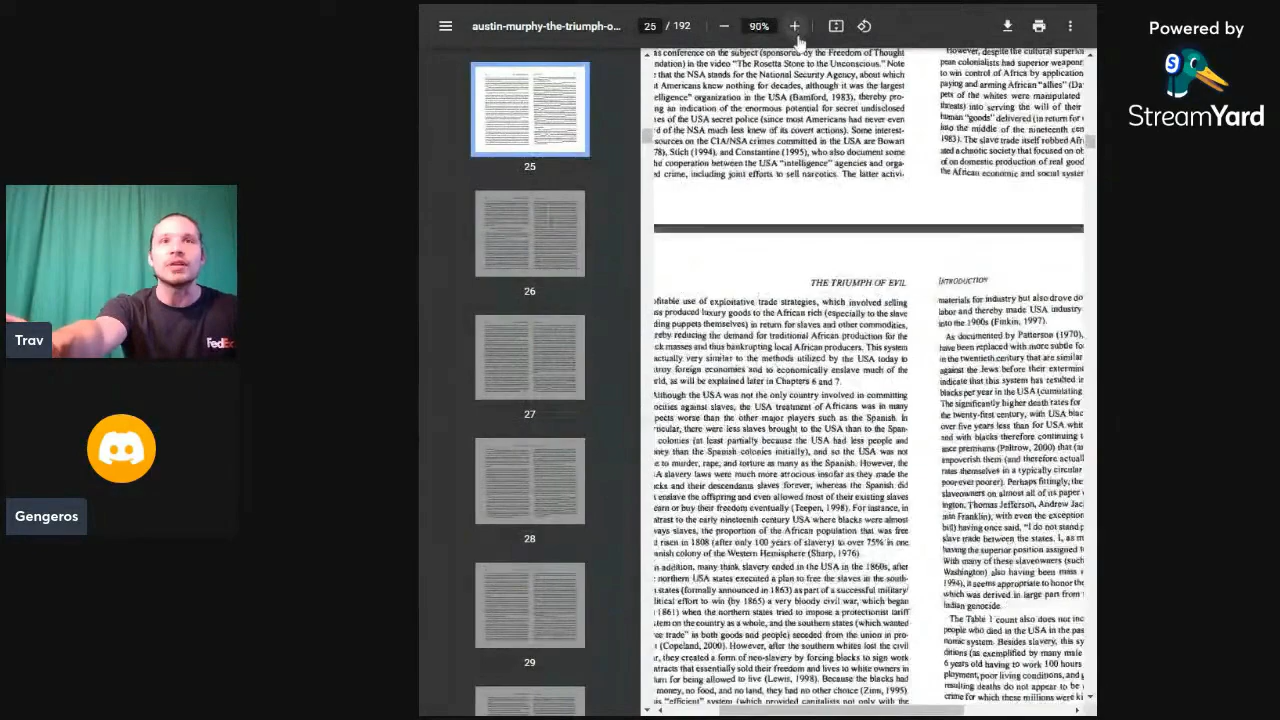 austin-murphy-the-triumph-o...
25 / 192
90%
Powered by
StreamYard
25
26
27
28
29
Trav
FedEx
Gengeros
as conference on the subject (sponsored by the Freedom of Thought
ndation) in the video "The Rosetta Stone to the Unconscious." Note
that the NSA stands for the National Security Agency, about which
Americans knew nothing for decades, although it was the largest
elligence" organization in the USA (Bamford, 1983), thereby pro-
ng an indication of the enormous potential for secret undisclosed
es of the USA secret police (since most Americans had never even
d of the NSA much less knew of its covert actions). Some interest-
sources on the CIA/NSA crimes committed in the USA are Bowart
78), Stich (1994), and Constantine (1995), who also document some
he cooperation between the USA "intelligence" agencies and orga-
ed crime, including joint efforts to sell narcotics. The latter activi-
However, despite the cultural superior
pean colonialists had superior weapon
to win control of Africa by application
paying and arming African "allies" (Da
pets of the whites were manipulated
threats) into serving the will of their
human "goods" delivered (in return for
into the middle of the nineteenth cen
1983). The slave trade itself robbed Afri
ated a chaotic society that focused on ob
of on domestic production of real good
the African economic and social system
THE TRIUMPH OF EVIL
ofitable use of exploitative trade strategies, which involved selling
ss produced luxury goods to the African rich (especially to the slave
ding puppets themselves) in return for slaves and other commodities,
reby reducing the demand for traditional African production for the
ck masses and thus bankrupting local African producers. This system
actually very similar to the methods utilized by the USA today to
troy foreign economies and to economically enslave much of the
rld, as will be explained later in Chapters 6 and 7.
Although the USA was not the only country involved in committing
ocities against slaves, the USA treatment of Africans was in many
pects worse than the other major players such as the Spanish. In
rticular, there were less slaves brought to the USA than to the Span-
colonies (at least partially because the USA had less people and
ney than the Spanish colonies initially), and so the USA was not
e to murder, rape, and torture as many as the Spanish. However, the
A slavery laws were much more atrocious insofar as they made the
cks and their descendants slaves forever, whereas the Spanish did
enslave the offspring and even allowed most of their existing slaves
earn or buy their freedom eventually (Teepen, 1998). For instance, in
ntrast to the early nineteenth century USA where blacks were almost
ways slaves, the proportion of the African population that was free
risen in 1808 (after only 100 years of slavery) to over 75% in one
anish colony of the Western Hemisphere (Sharp, 1976).
n addition, many think slavery ended in the USA in the 1860s, after
northern USA states executed a plan to free the slaves in the south-
states (formally announced in 1863) as part of a successful military/
litical effort to win (by 1865) a very bloody civil war, which began
1861) when the northern states tried to impose a protectionist tariff
stem on the country as a whole, and the southern states (which wanted
ee trade" in both goods and people) seceded from the union in pro-
(Copeland, 2000). However, after the southern whites lost the civil
r, they created a form of neo-slavery by forcing blacks to sign work
ntracts that essentially sold their freedom and lives to white owners in
urn for being allowed to live (Lewis, 1998). Because the blacks had
money, no food, and no land, they had no other choice (Zinn, 1995).
is "efficient" system (which provided capitalists not only with the
INTRODUCTION
materials for industry but also drove do
labor and thereby made USA industry
into the 1900s (Finkin, 1997).
As documented by Patterson (1970),
have been replaced with more subtle fo
in the twentieth century that are similar
against the Jews before their extermin
indicate that this system has resulted in
blacks per year in the USA (cumulating
The significantly higher death rates for
the twenty-first century, with USA blac
over five years less than for USA whit
and with blacks therefore continuing t
ance premiums (Paltrow, 2000) that (as
impoverish them (and therefore actuall
rates themselves in a typically circular
poor-ever poorer). Perhaps fittingly, the
slaveowners on almost all of its paper
ington, Thomas Jefferson, Andrew Jac
min Franklin), with even the exception
bill) having once said, "I do not stand p
slave trade between the states. I, as m
having the superior position assigned t
With many of these slaveowners (such
Washington) also having been mass
1994), it seems appropriate to honor the
which was derived in large part from
Indian genocide.
The Table 1 count also does not inc
people who died in the USA in the pas
nomic system. Besides slavery, this sy
ditions (as exemplified by many male
6 years old having to work 100 hours
ployment, poor living conditions, and
resulting deaths do not appear to be
crime for which these millions were ki